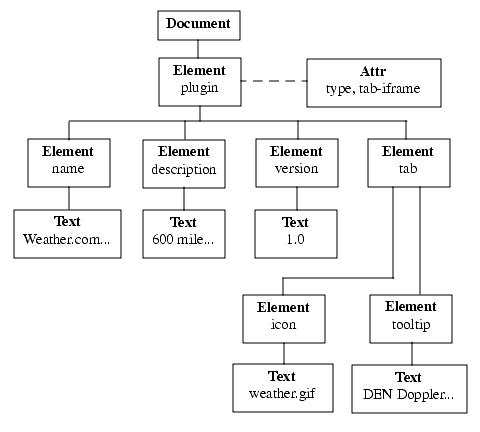 Document
Element
plugin
Attr
type, tab-iframe
Element
name
Element
description
Element
version
Element
tab
Text
Weather.com...
Text
600 mile...
Text
1.0
Element
icon
Element
tooltip
Text
weather.gif
Text
DEN Doppler...